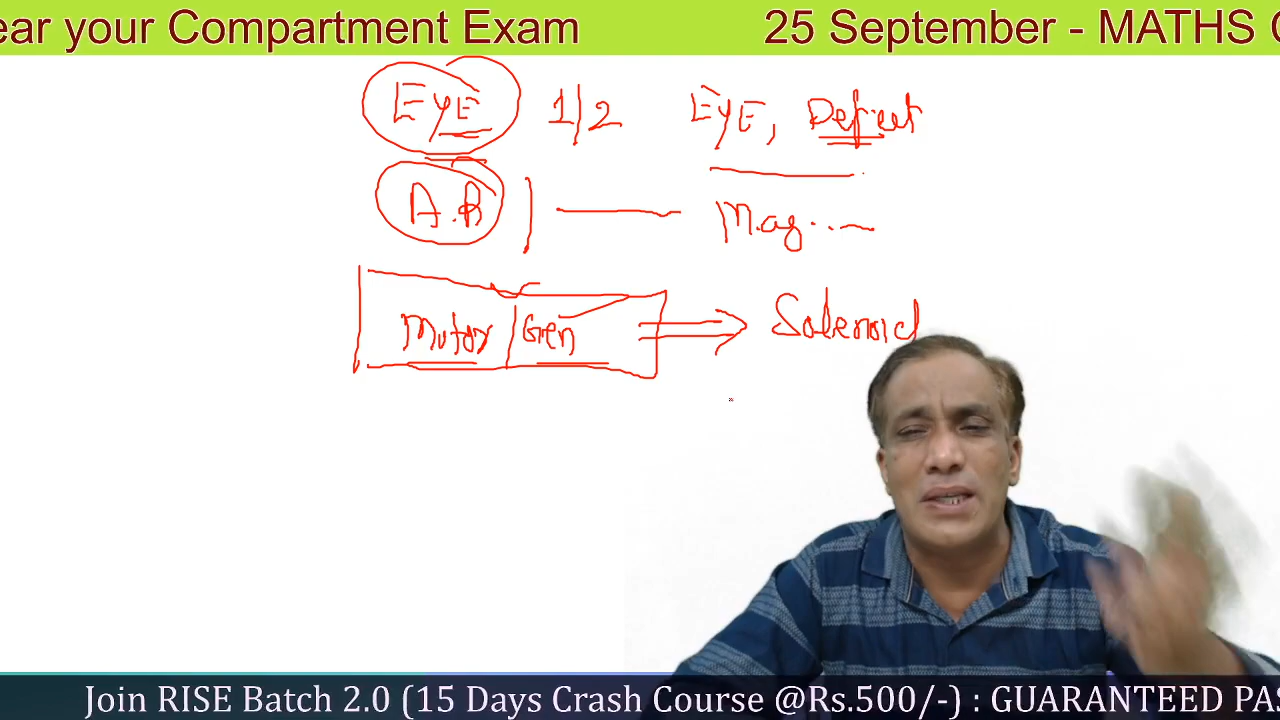 ear your Compartment Exam 25 September - MATHS C
EyE 1/2 EyE, Defect
A.R Mag...
Motor Gen Solenoid
Join RISE Batch 2.0 (15 Days Crash Course @Rs.500/-) : GUARANTEED PA